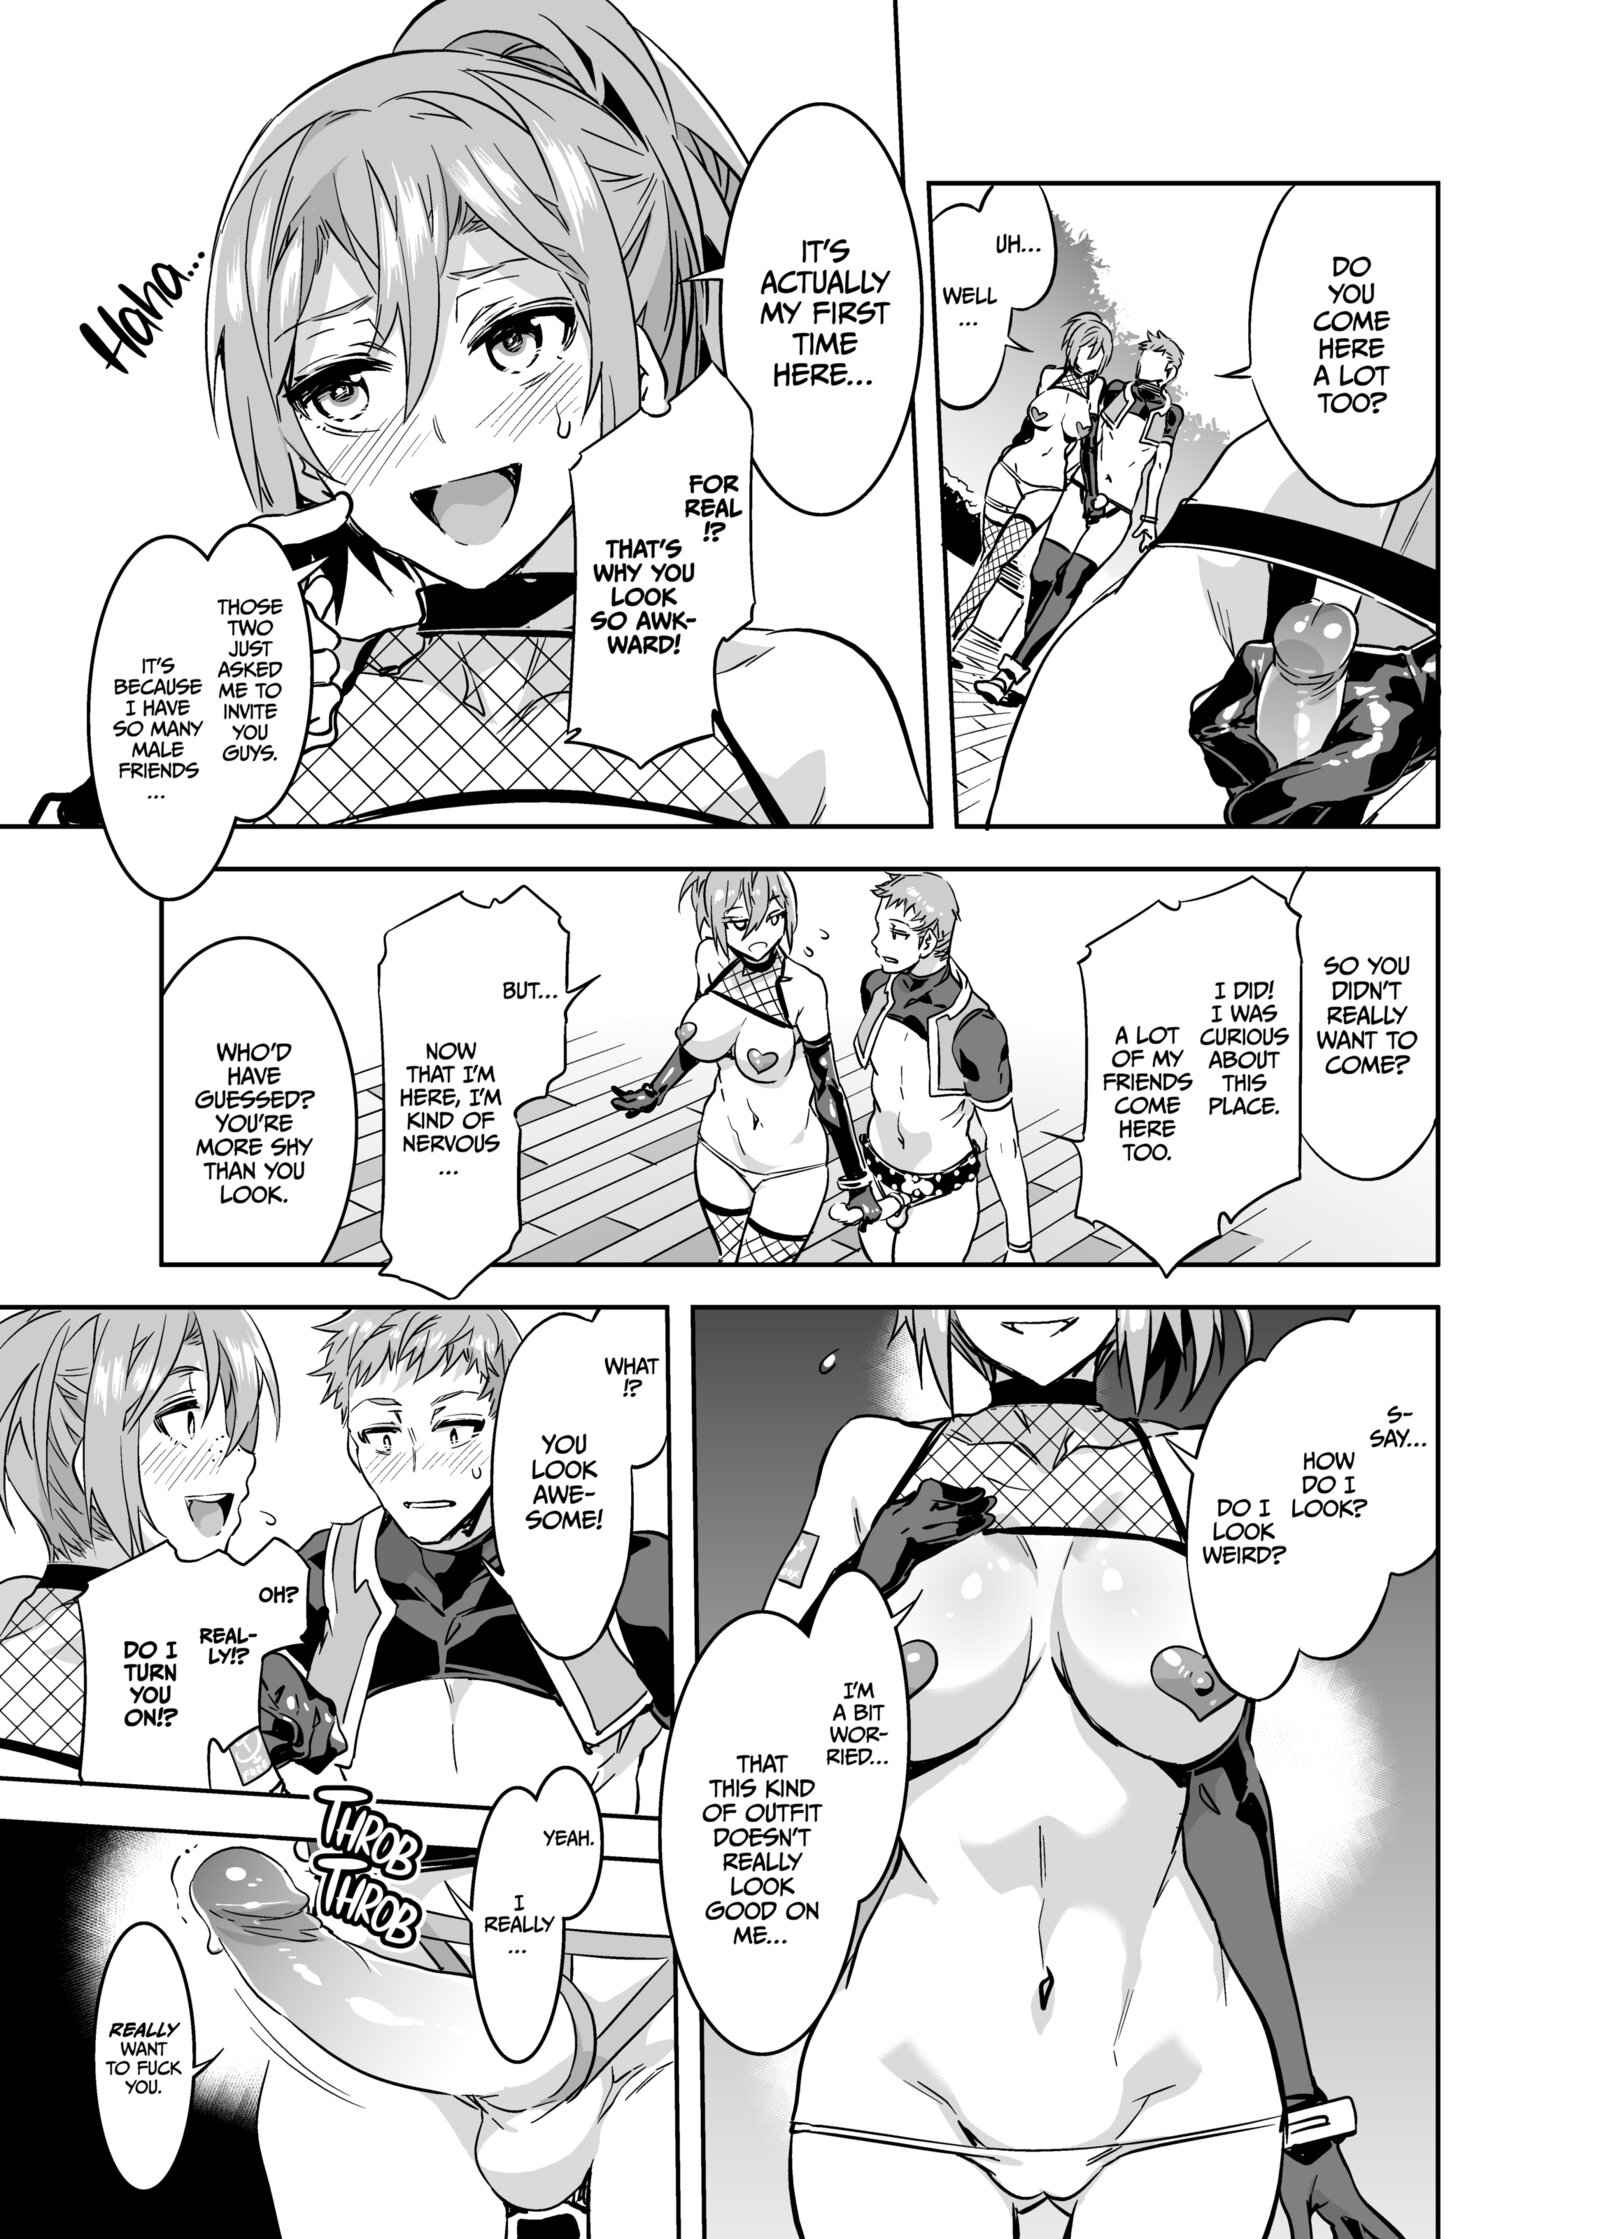 DO
YOU
COME
HERE
A LOT
TOO?
UH...
WELL
...
IT'S
ACTUALLY
MY FIRST
TIME
HERE...
FOR
REAL
!?
THAT'S
WHY YOU
LOOK
SO AWK-
WARD!
Haha...
THOSE
TWO
JUST
ASKED
ME TO
INVITE
YOU
GUYS.
IT'S
BECAUSE
I HAVE
SO MANY
MALE
FRIENDS
...
SO YOU
DIDN'T
REALLY
WANT TO
COME?
I DID!
I WAS
CURIOUS
ABOUT
THIS
PLACE.
A LOT
OF MY
FRIENDS
COME
HERE
TOO.
BUT...
NOW
THAT I'M
HERE, I'M
KIND OF
NERVOUS
...
WHO'D
HAVE
GUESSED?
YOU'RE
MORE SHY
THAN YOU
LOOK.
S-
SAY...
HOW
DO I
LOOK?
DO I
LOOK
WEIRD?
I'M
A BIT
WOR-
RIED...
THAT
THIS KIND
OF OUTFIT
DOESN'T
REALLY
LOOK
GOOD ON
ME...
WHAT
!?
YOU
LOOK
AWE-
SOME!
OH?
REAL-
LY!?
DO I
TURN
YOU
ON!?
THROB
THROB
YEAH.
I
REALLY
...
REALLY
WANT
TO FUCK
YOU.